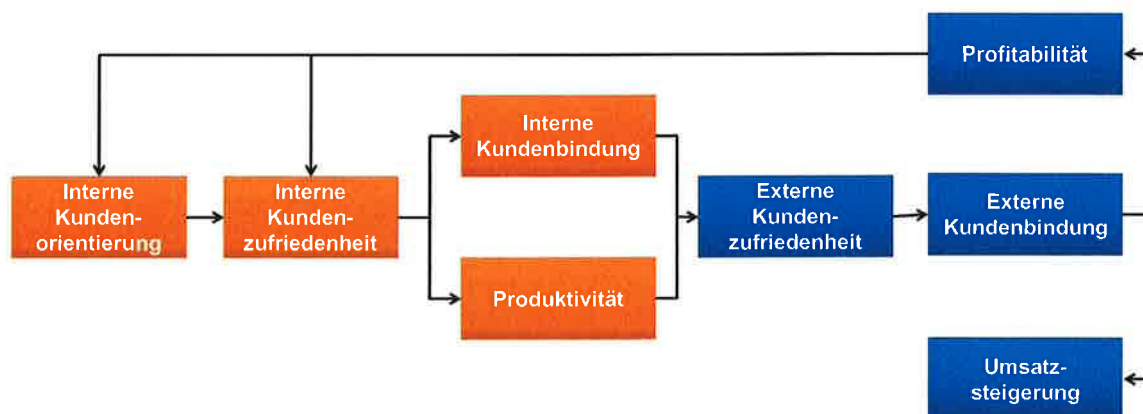 Profitabilität
Interne
Kundenbindung
Interne
Kunden-
orientierung
Interne
Kunden-
zufriedenheit
Externe
Kunden-
zufriedenheit
Externe
Kundenbindung
Produktivität
Umsatz-
steigerung